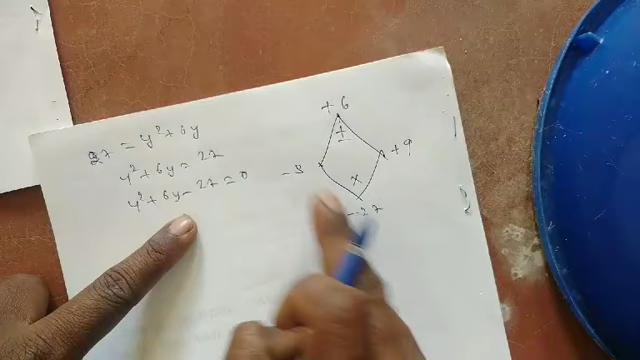 27 = y² + 6y
y² + 6y = 27
y² + 6y - 27 = 0
+ 6
+
- 3
+ 9
x
- 27